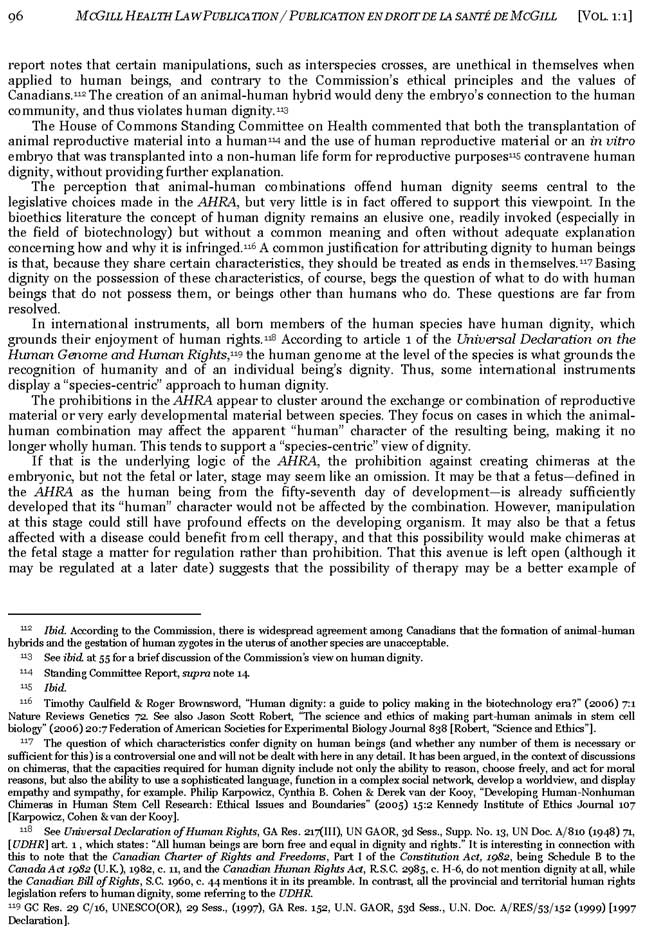 96 MCGILL HEALTH LAW PUBLICATION / PUBLICATION EN DROIT DE LA SANTÉ DE MCGILL [VOL. 1:1]
report notes that certain manipulations, such as interspecies crosses, are unethical in themselves when
applied to human beings, and contrary to the Commission's ethical principles and the values of
Canadians.112 The creation of an animal-human hybrid would deny the embryo's connection to the human
community, and thus violates human dignity.113
The House of Commons Standing Committee on Health commented that both the transplantation of
animal reproductive material into a human114 and the use of human reproductive material or an in vitro
embryo that was transplanted into a non-human life form for reproductive purposes115 contravene human
dignity, without providing further explanation.
The perception that animal-human combinations offend human dignity seems central to the
legislative choices made in the AHRA, but very little is in fact offered to support this viewpoint. In the
bioethics literature the concept of human dignity remains an elusive one, readily invoked (especially in
the field of biotechnology) but without a common meaning and often without adequate explanation
concerning how and why it is infringed.116 A common justification for attributing dignity to human beings
is that, because they share certain characteristics, they should be treated as ends in themselves.117 Basing
dignity on the possession of these characteristics, of course, begs the question of what to do with human
beings that do not possess them, or beings other than humans who do. These questions are far from
resolved.
In international instruments, all born members of the human species have human dignity, which
grounds their enjoyment of human rights.118 According to article 1 of the Universal Declaration on the
Human Genome and Human Rights,119 the human genome at the level of the species is what grounds the
recognition of humanity and of an individual being's dignity. Thus, some international instruments
display a "species-centric" approach to human dignity.
The prohibitions in the AHRA appear to cluster around the exchange or combination of reproductive
material or very early developmental material between species. They focus on cases in which the animal-
human combination may affect the apparent "human" character of the resulting being, making it no
longer wholly human. This tends to support a "species-centric" view of dignity.
If that is the underlying logic of the AHRA, the prohibition against creating chimeras at the
embryonic, but not the fetal or later, stage may seem like an omission. It may be that a fetus—defined in
the AHRA as the human being from the fifty-seventh day of development—is already sufficiently
developed that its "human" character would not be affected by the combination. However, manipulation
at this stage could still have profound effects on the developing organism. It may also be that a fetus
affected with a disease could benefit from cell therapy, and that this possibility would make chimeras at
the fetal stage a matter for regulation rather than prohibition. That this avenue is left open (although it
may be regulated at a later date) suggests that the possibility of therapy may be a better example of
112 Ibid. According to the Commission, there is widespread agreement among Canadians that the formation of animal-human
hybrids and the gestation of human zygotes in the uterus of another species are unacceptable.
113 See ibid. at 55 for a brief discussion of the Commission's view on human dignity.
114 Standing Committee Report, supra note 14.
115 Ibid.
116 Timothy Caulfield & Roger Brownsword, "Human dignity: a guide to policy making in the biotechnology era?" (2006) 7:1
Nature Reviews Genetics 72. See also Jason Scott Robert, "The science and ethics of making part-human animals in stem cell
biology" (2006) 20:7 Federation of American Societies for Experimental Biology Journal 838 [Robert, "Science and Ethics"].
117 The question of which characteristics confer dignity on human beings (and whether any number of them is necessary or
sufficient for this) is a controversial one and will not be dealt with here in any detail. It has been argued, in the context of discussions
on chimeras, that the capacities required for human dignity include not only the ability to reason, choose freely, and act for moral
reasons, but also the ability to use a sophisticated language, function in a complex social network, develop a worldview, and display
empathy and sympathy, for example. Philip Karpowicz, Cynthia B. Cohen & Derek van der Kooy, "Developing Human-Nonhuman
Chimeras in Human Stem Cell Research: Ethical Issues and Boundaries" (2005) 15:2 Kennedy Institute of Ethics Journal 107
[Karpowicz, Cohen & van der Kooy].
118 See Universal Declaration of Human Rights, GA Res. 217(III), UN GAOR, 3d Sess., Supp. No. 13, UN Doc. A/810 (1948) 71,
[UDHR] art. 1 , which states: "All human beings are born free and equal in dignity and rights." It is interesting in connection with
this to note that the Canadian Charter of Rights and Freedoms, Part I of the Constitution Act, 1982, being Schedule B to the
Canada Act 1982 (U.K.), 1982, c. 11, and the Canadian Human Rights Act, R.S.C. 2985, c. H-6, do not mention dignity at all, while
the Canadian Bill of Rights, S.C. 1960, c. 44 mentions it in its preamble. In contrast, all the provincial and territorial human rights
legislation refers to human dignity, some referring to the UDHR.
119 GC Res. 29 C/16, UNESCO(OR), 29 Sess., (1997), GA Res. 152, U.N. GAOR, 53d Sess., U.N. Doc. A/RES/53/152 (1999) [1997
Declaration].